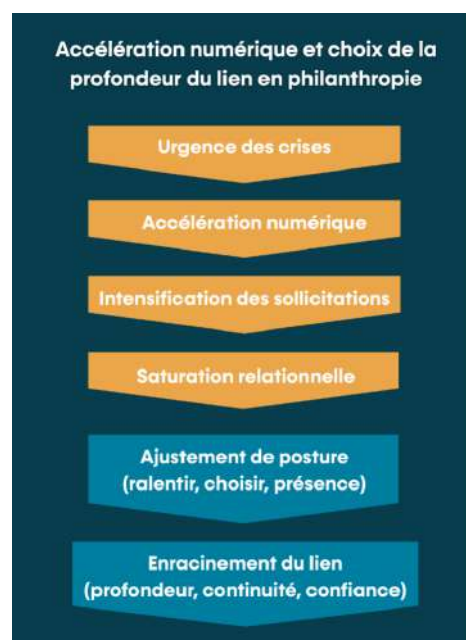 Accélération numérique et choix de la
profondeur du lien en philanthropie
Urgence des crises
Accélération numérique
Intensification des sollicitations
Saturation relationnelle
Ajustement de posture
(ralentir, choisir, présence)
Enracinement du lien
(profondeur, continuité, confiance)